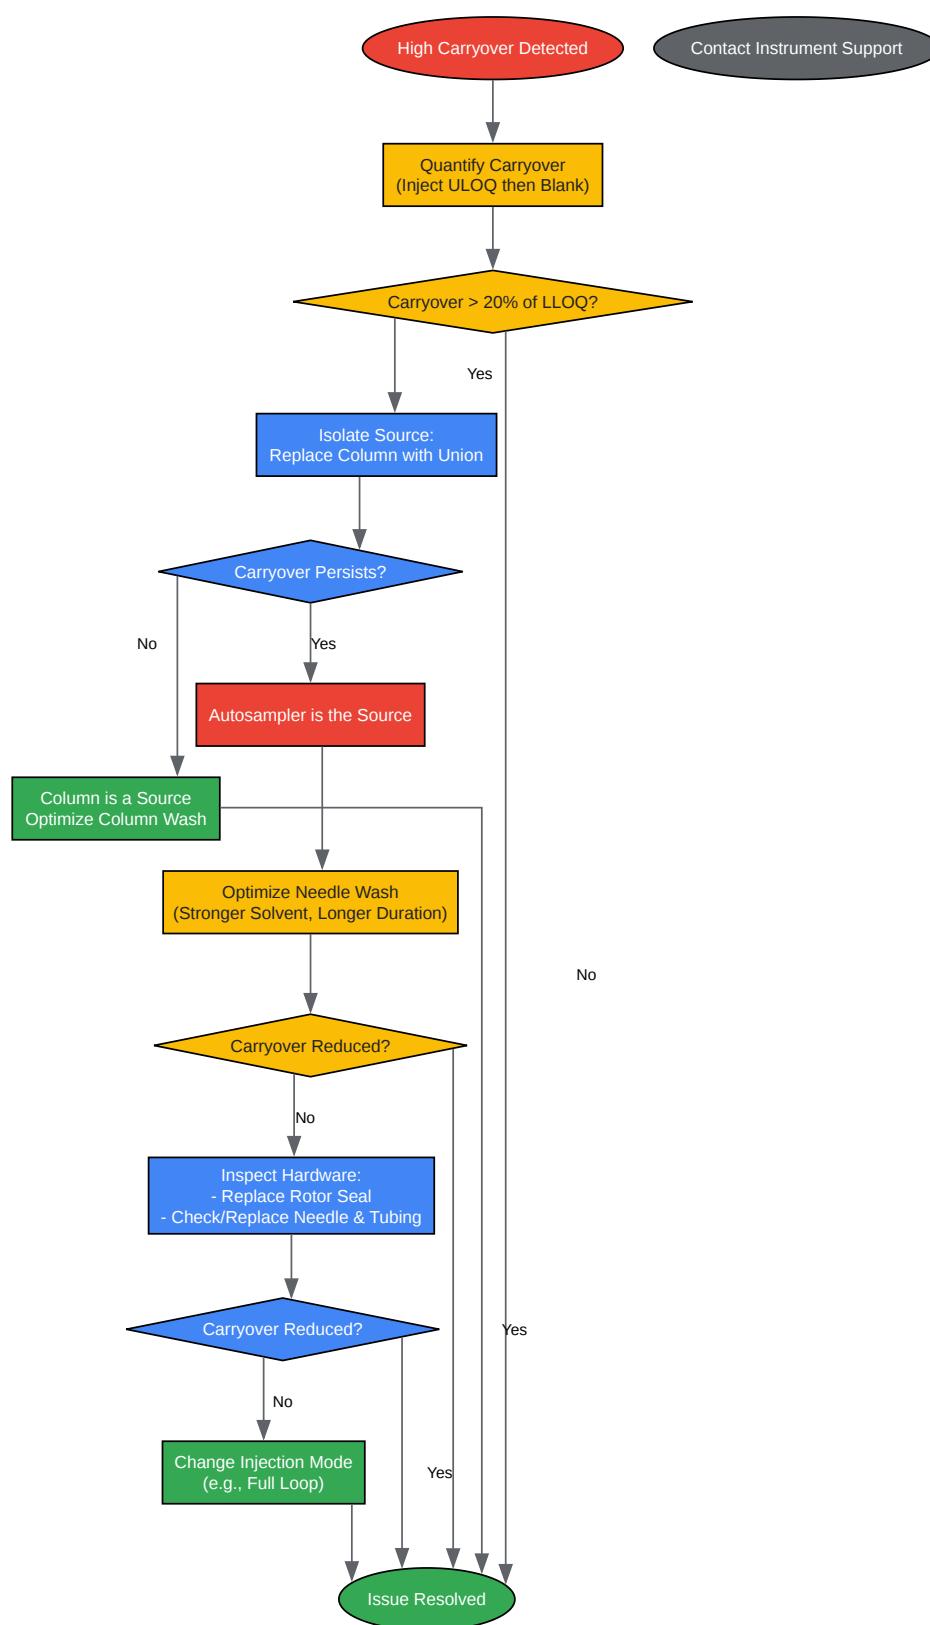 High Carryover Detected
Contact Instrument Support
Quantify Carryover
(Inject ULOQ then Blank)
Carryover > 20% of LLOQ?
Yes
Isolate Source:
Replace Column with Union
Carryover Persists?
No
Yes
Autosampler is the Source
Column is a Source
Optimize Column Wash
Optimize Needle Wash
(Stronger Solvent, Longer Duration)
No
Carryover Reduced?
No
Inspect Hardware:
- Replace Rotor Seal
- Check/Replace Needle & Tubing
Carryover Reduced?
Yes
No
Change Injection Mode
(e.g., Full Loop)
Yes
Issue Resolved